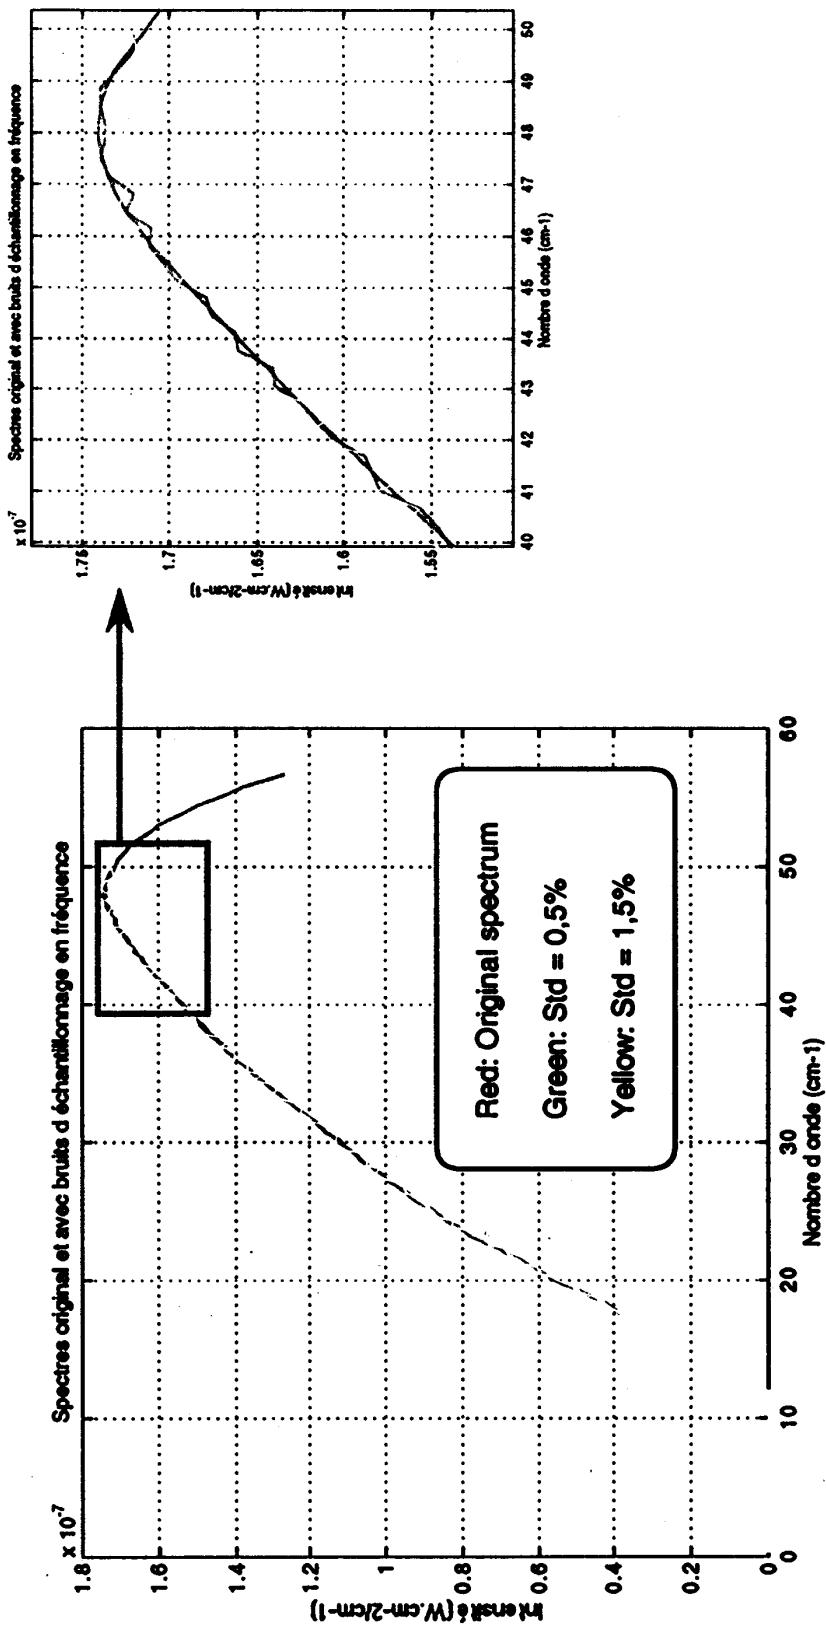 Spectres original et avec bruits d échantillonnage en fréquence
x 10-7
1.8
1.6
1.4
1.2
1
0.8
0.6
0.4
0.2
0
Intensité (W.cm-2/cm-1)
0 10 20 30 40 50 60
Nombre d onde (cm-1)
Red: Original spectrum
Green: Std = 0,5%
Yellow: Std = 1,5%
Spectres original et avec bruits d échantillonnage en fréquence
x 10-7
1.75
1.7
1.65
1.6
1.55
Intensité (W.cm-2/cm-1)
40 41 42 43 44 45 46 47 48 49 50
Nombre d onde (cm-1)